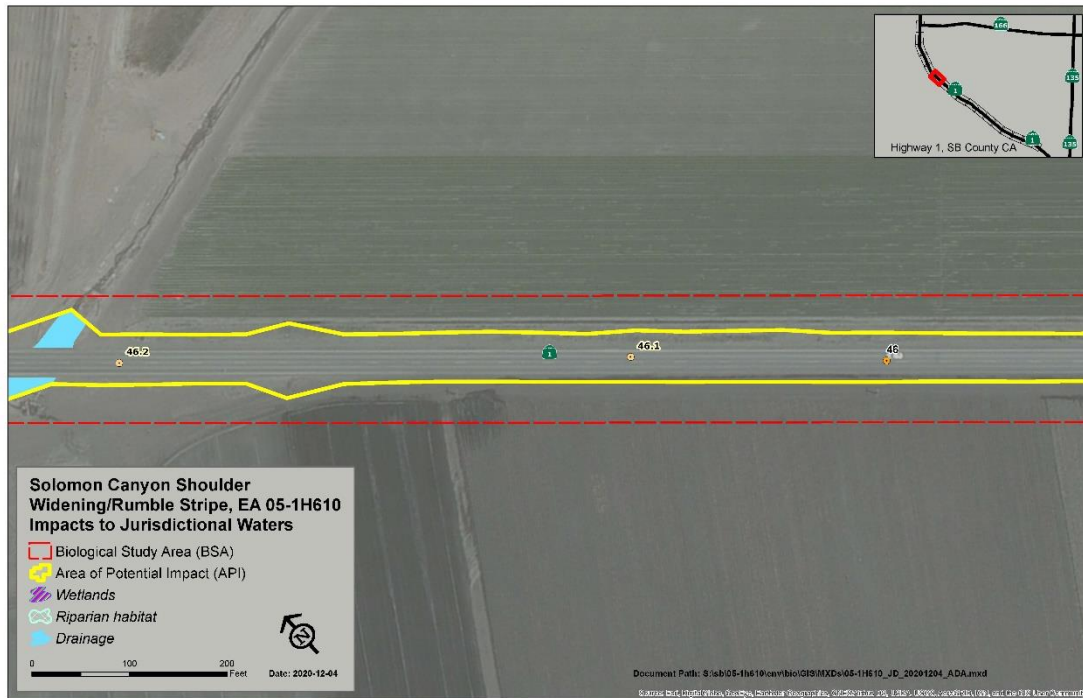 166
135
1
1
135
Highway 1, SB County CA
46.2
1
46.1
46
Solomon Canyon Shoulder
Widening/Rumble Stripe, EA 05-1H610
Impacts to Jurisdictional Waters
Biological Study Area (BSA)
Area of Potential Impact (API)
Wetlands
Riparian habitat
Drainage
N
0 100 200
Feet
Date: 2020-12-04
Document Path: S:\sb\05-1h610\env\bio\GIS\MXDs\05-1H610_JD_20201204_ADA.mxd